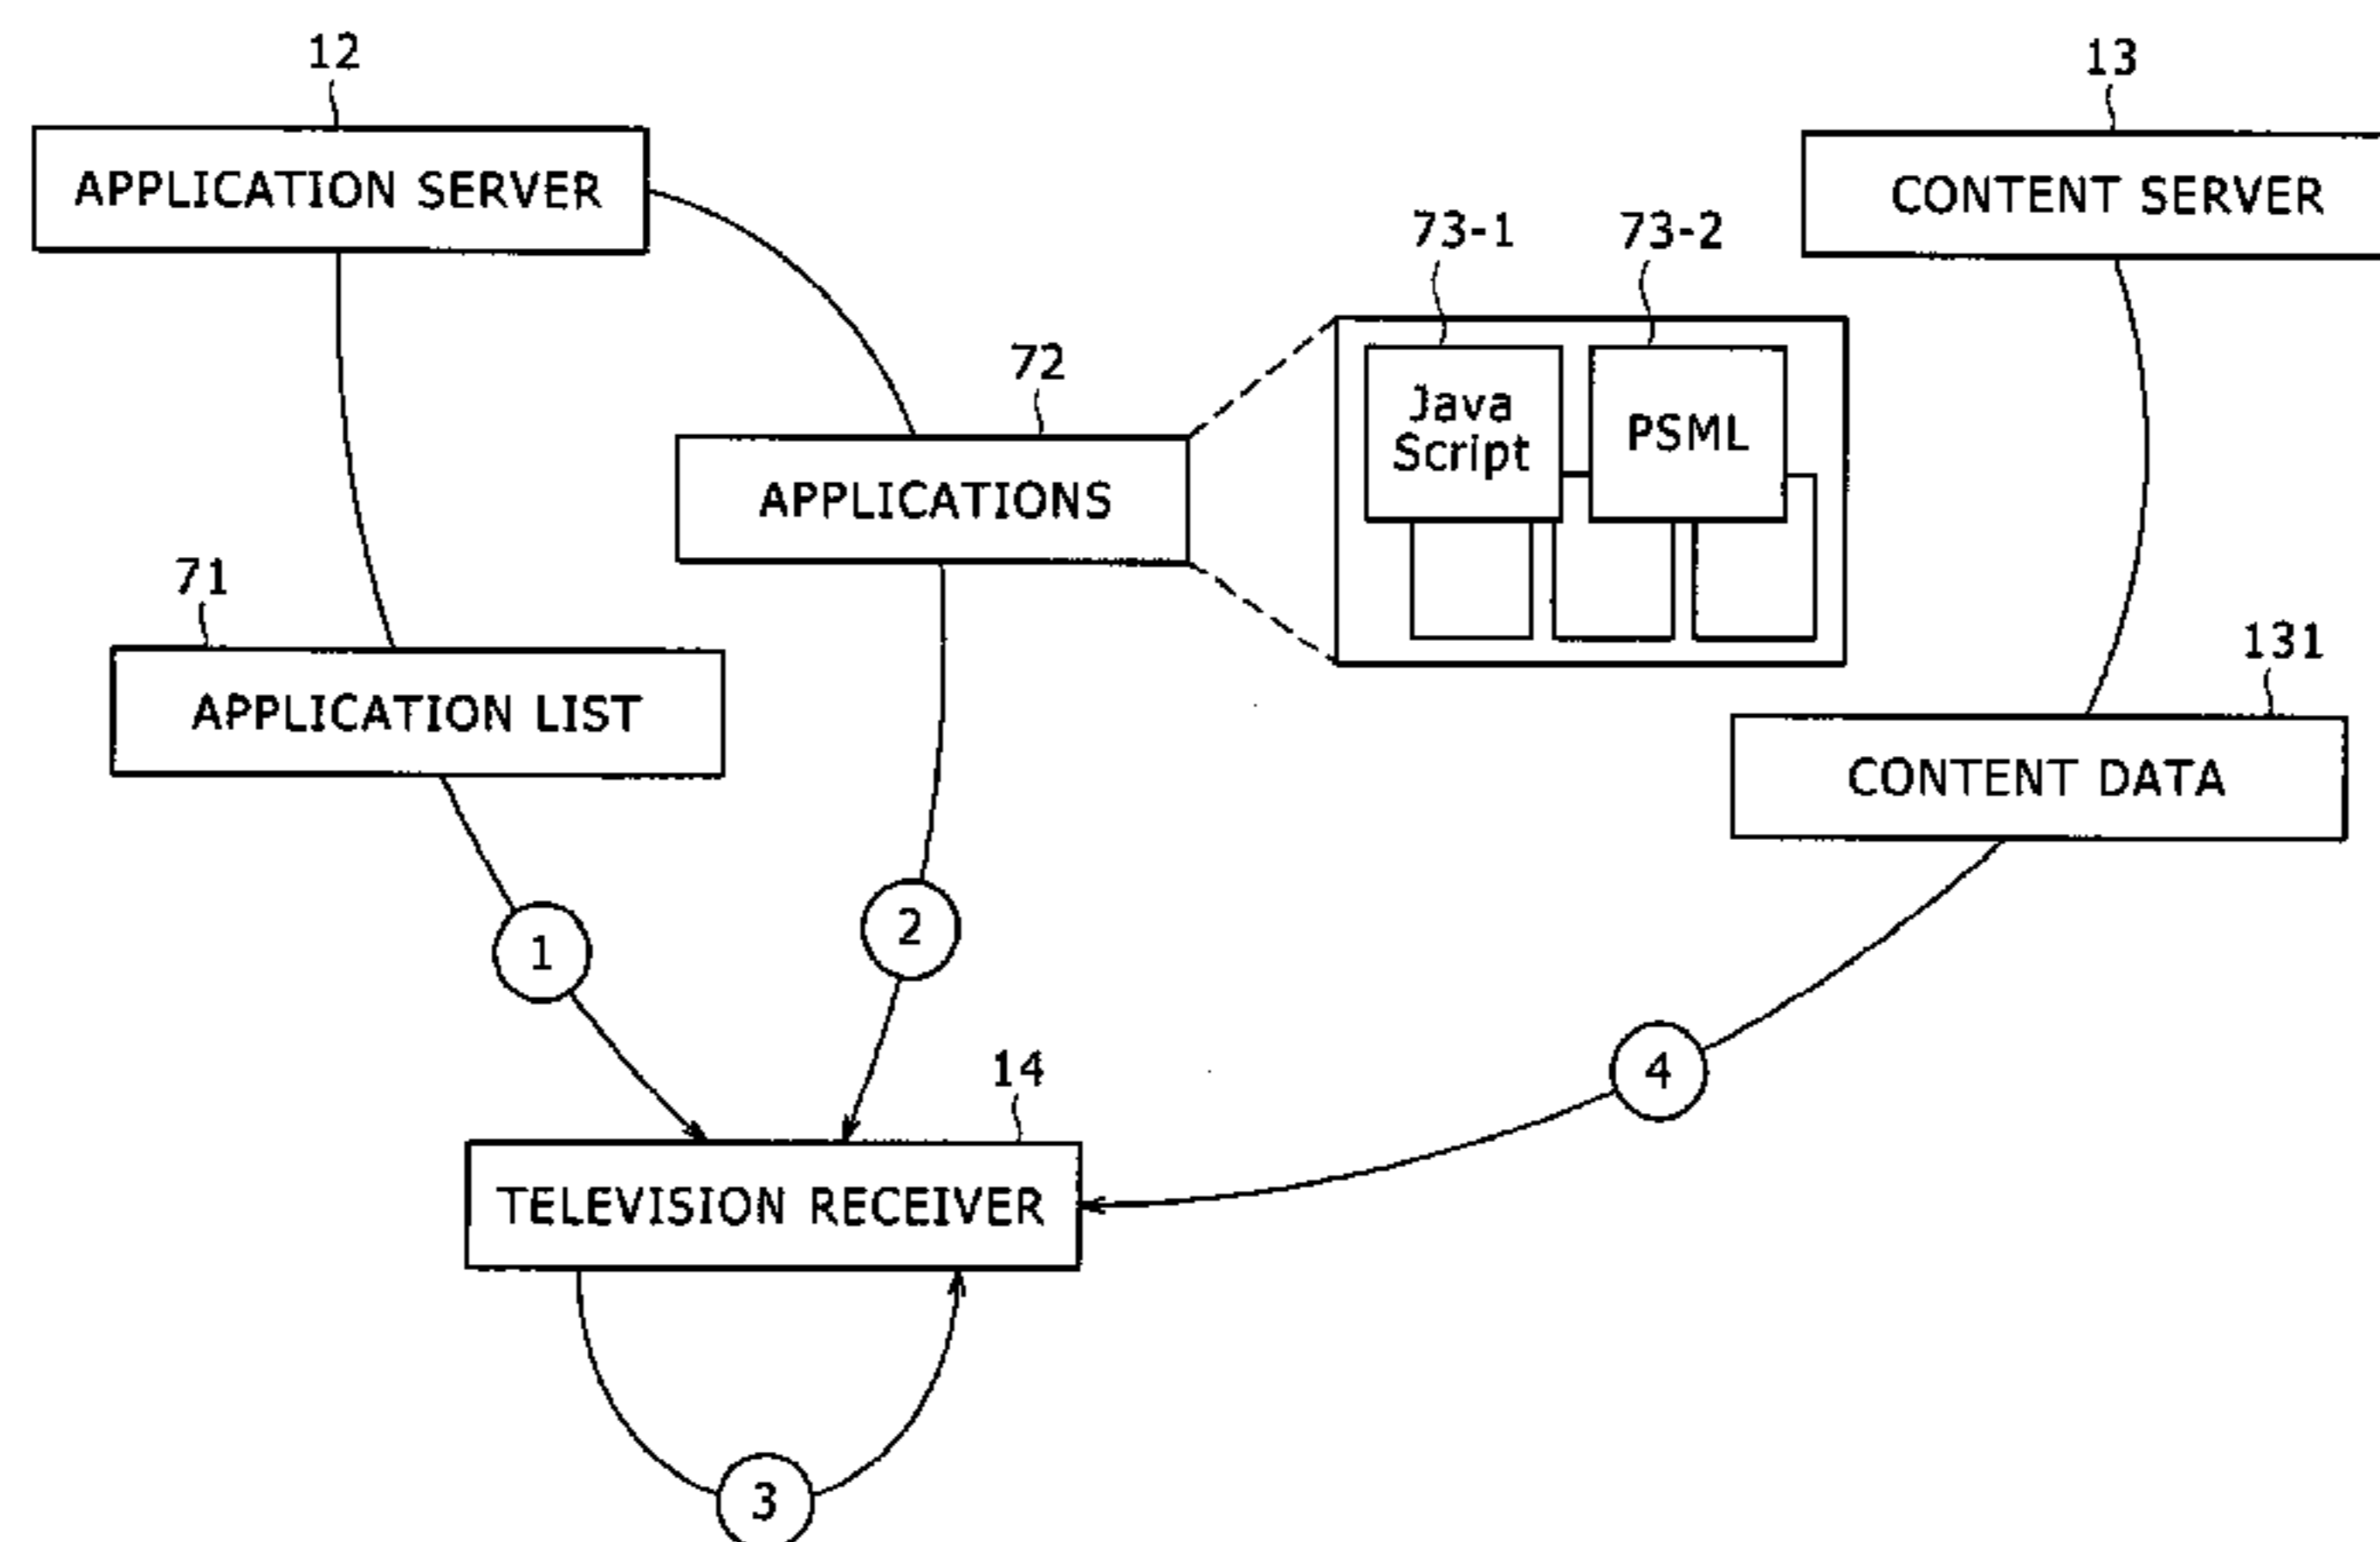 12
13
APPLICATION SERVER
CONTENT SERVER
73-1
73-2
72
Java
Script
PSML
APPLICATIONS
71
131
APPLICATION LIST
CONTENT DATA
2
1
14
4
TELEVISION RECEIVER
3